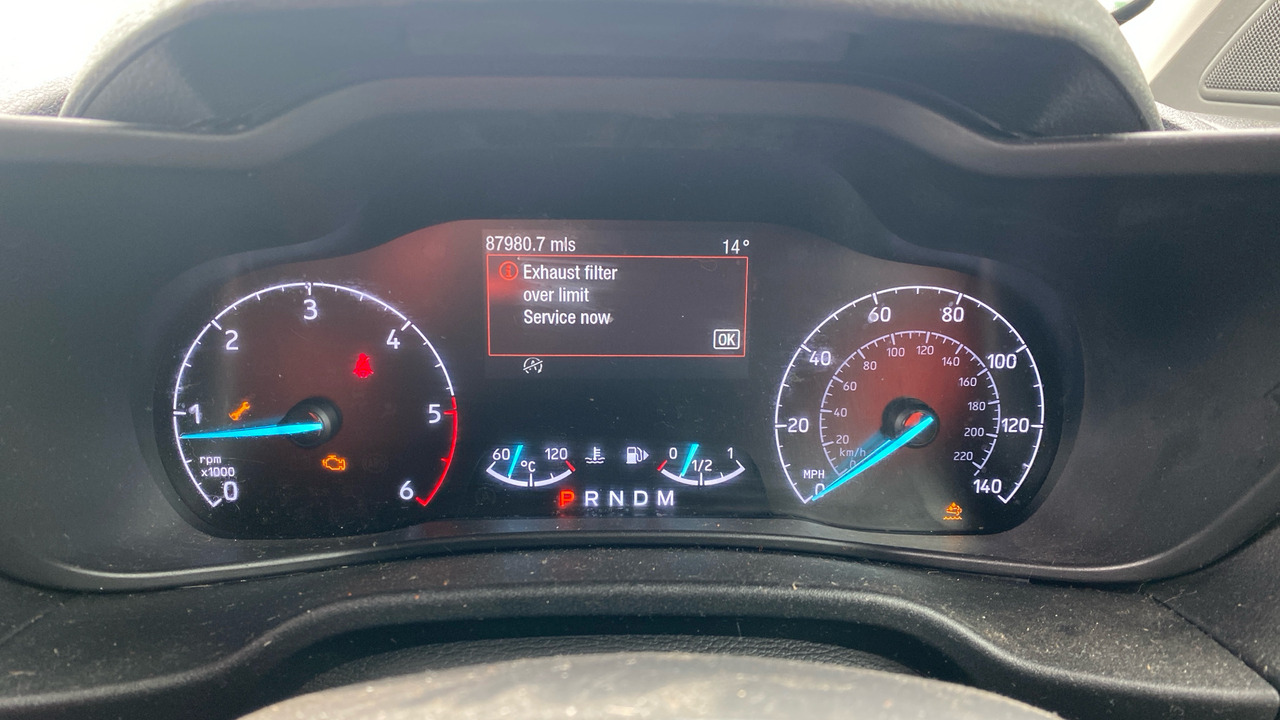 87980.7 mls 14°
Exhaust filter
over limit
Service now
OK
0 1 2 3 4 5 6
rpm
x1000
60 120
°C
0 1/2 1
P R N D M
0 20 40 60 80 100 120 140
MPH
0 20 40 60 80 100 120 140 160 180 200 220
km/h